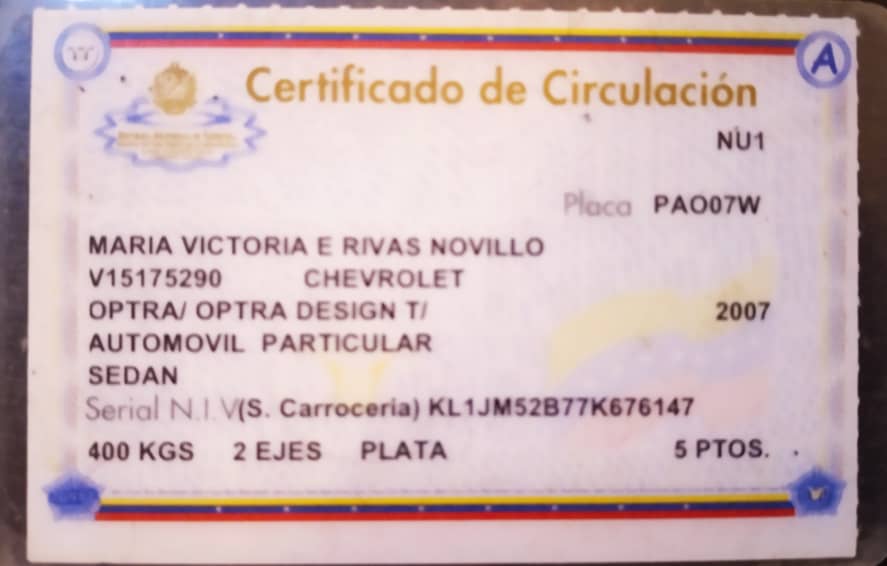 A
Certificado de Circulación
NU1
Placa PAO07W
MARIA VICTORIA E RIVAS NOVILLO
V15175290 CHEVROLET
OPTRA/ OPTRA DESIGN T/ 2007
AUTOMOVIL PARTICULAR
SEDAN
Serial N.I.V(S. Carroceria) KL1JM52B77K676147
400 KGS 2 EJES PLATA 5 PTOS.